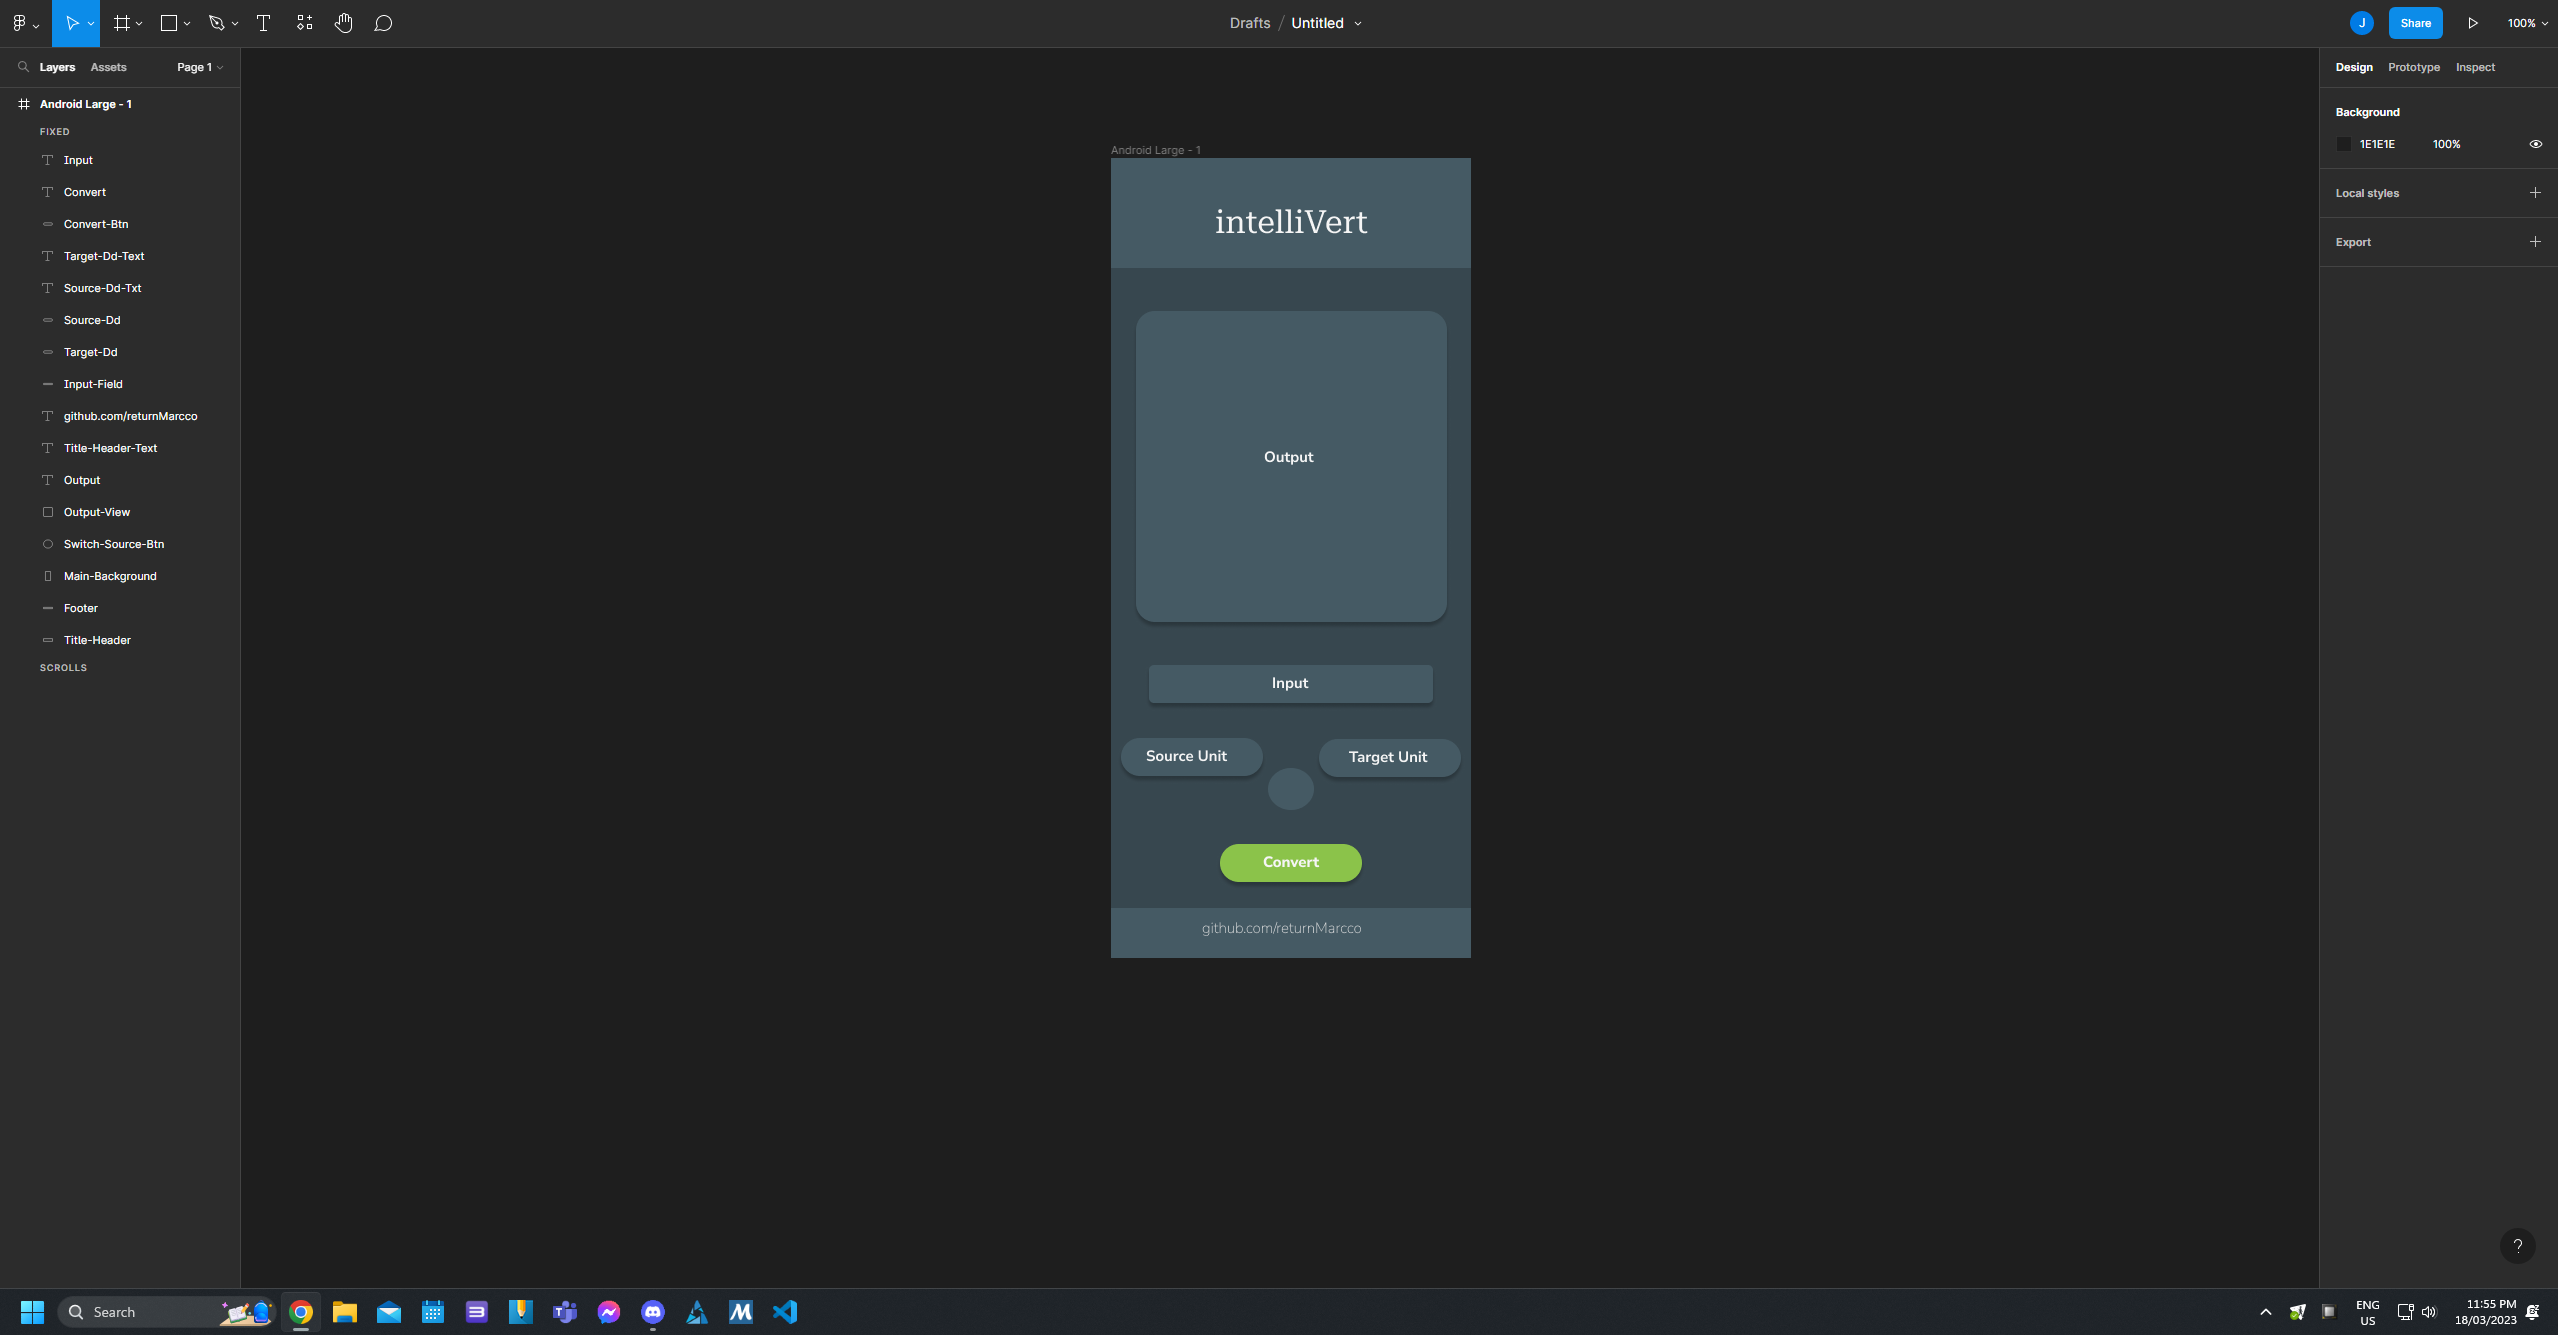 Drafts / Untitled
J
Share
100%
Layers
Assets
Page 1
Android Large - 1
FIXED
Input
Convert
Convert-Btn
Target-Dd-Text
Source-Dd-Txt
Source-Dd
Target-Dd
Input-Field
github.com/returnMarcco
Title-Header-Text
Output
Output-View
Switch-Source-Btn
Main-Background
Footer
Title-Header
SCROLLS
Android Large - 1
intelliVert
Output
Input
Source Unit
Target Unit
Convert
github.com/returnMarcco
Design
Prototype
Inspect
Background
1E1E1E
100%
Local styles
Export
?
Search
ENG
US
11:55 PM
18/03/2023